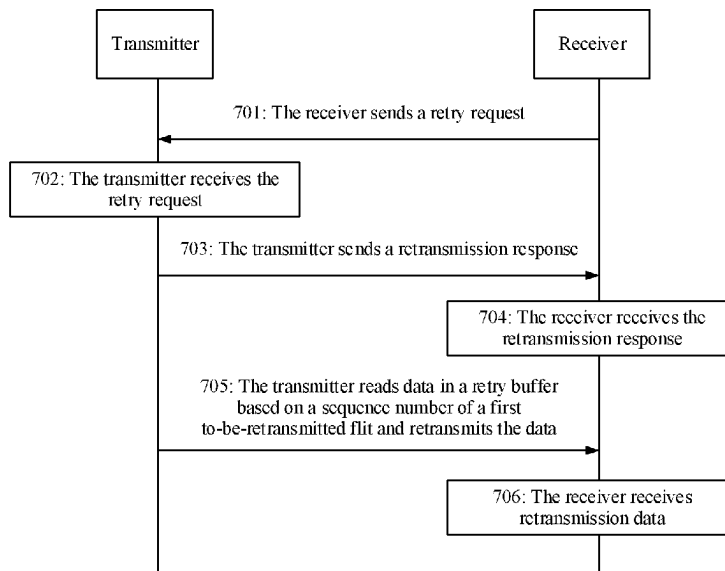 Transmitter
Receiver
701: The receiver sends a retry request
702: The transmitter receives the
retry request
703: The transmitter sends a retransmission response
704: The receiver receives the
retransmission response
705: The transmitter reads data in a retry buffer
based on a sequence number of a first
to-be-retransmitted flit and retransmits the data
706: The receiver receives
retransmission data